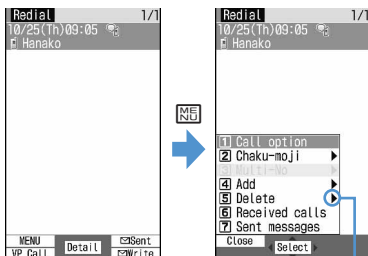 Redial 1/1
10/25(Th)09:05
Hanako
MENU Detail Sent
VP Call Write
MENU
Redial 1/1
10/25(Th)09:05
Hanako
1 Call option
2 Chaku-moji
3 Multi-No
4 Add
5 Delete
6 Received calls
7 Sent messages
Close Select